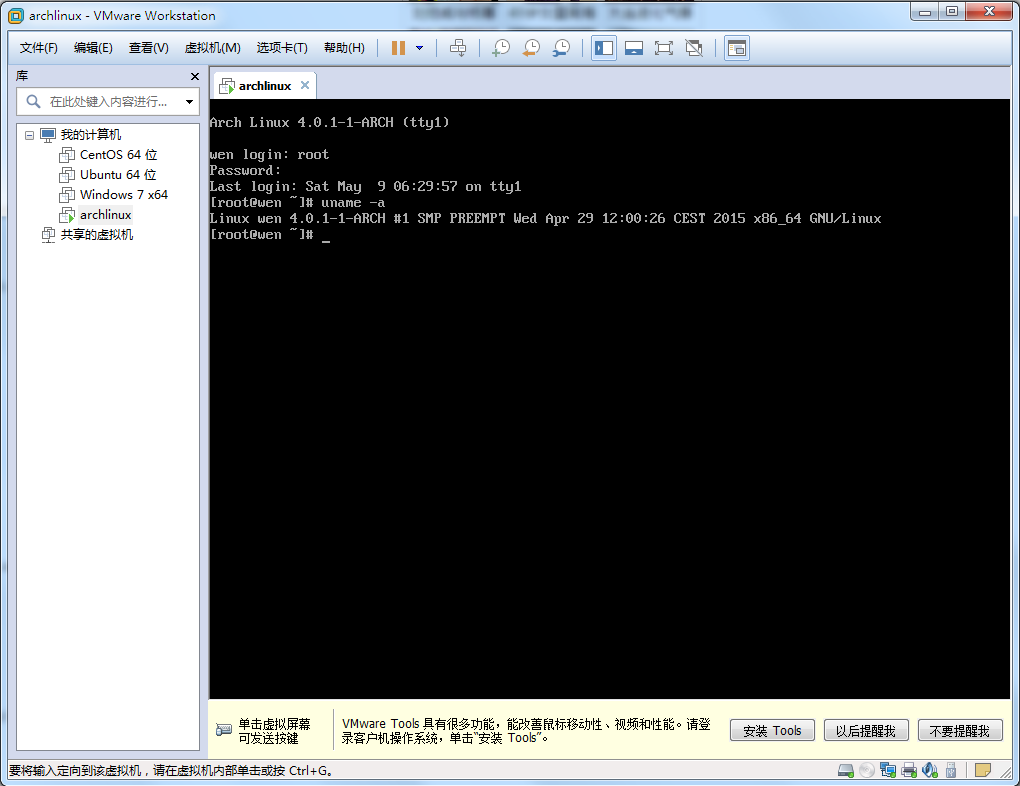 archlinux - VMware Workstation
文件(F) 编辑(E) 查看(V) 虚拟机(M) 选项卡(T) 帮助(H)
库
在此处键入内容进行...
我的计算机
CentOS 64 位
Ubuntu 64 位
Windows 7 x64
archlinux
共享的虚拟机
archlinux
Arch Linux 4.0.1-1-ARCH (tty1)
wen login: root
Password:
Last login: Sat May  9 06:29:57 on tty1
[root@wen ~]# uname -a
Linux wen 4.0.1-1-ARCH #1 SMP PREEMPT Wed Apr 29 12:00:26 CEST 2015 x86_64 GNU/Linux
[root@wen ~]# _
单击虚拟屏幕
可发送按键
VMware Tools 具有很多功能，能改善鼠标移动性、视频和性能。请登
录客户机操作系统，单击“安装 Tools”。
安装 Tools
以后提醒我
不要提醒我
要将输入定向到该虚拟机，请在虚拟机内部单击或按 Ctrl+G。